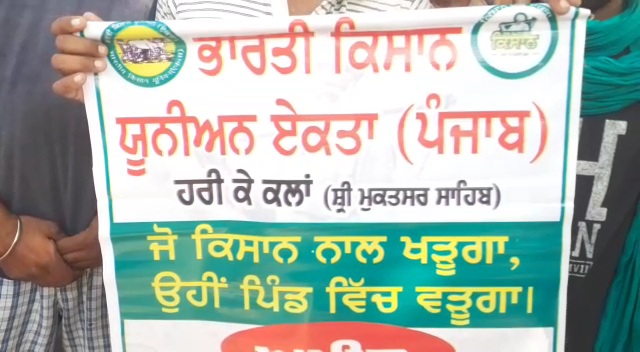 ਭਾਰਤੀ ਕਿਸਾਨ
ਯੂਨੀਅਨ ਏਕਤਾ (ਪੰਜਾਬ)
ਹਰੀ ਕੇ ਕਲਾਂ (ਸ਼੍ਰੀ ਮੁਕਤਸਰ ਸਾਹਿਬ)
ਜੋ ਕਿਸਾਨ ਨਾਲ ਖੜੂਗਾ,
ਉਹੀਂ ਪਿੰਡ ਵਿੱਚ ਵੜੂਗਾ।